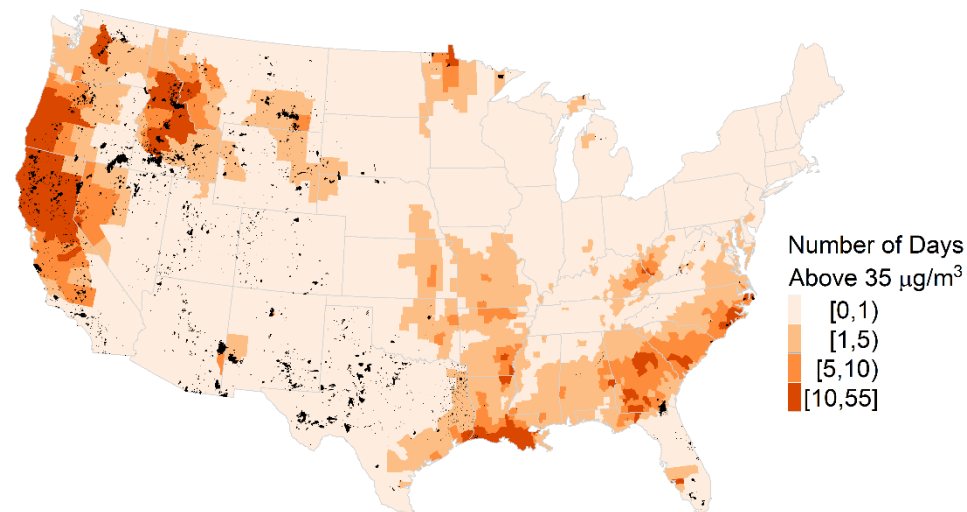 Number of Days
Above 35 μg/m³
[0,1)
[1,5)
[5,10)
[10,55]